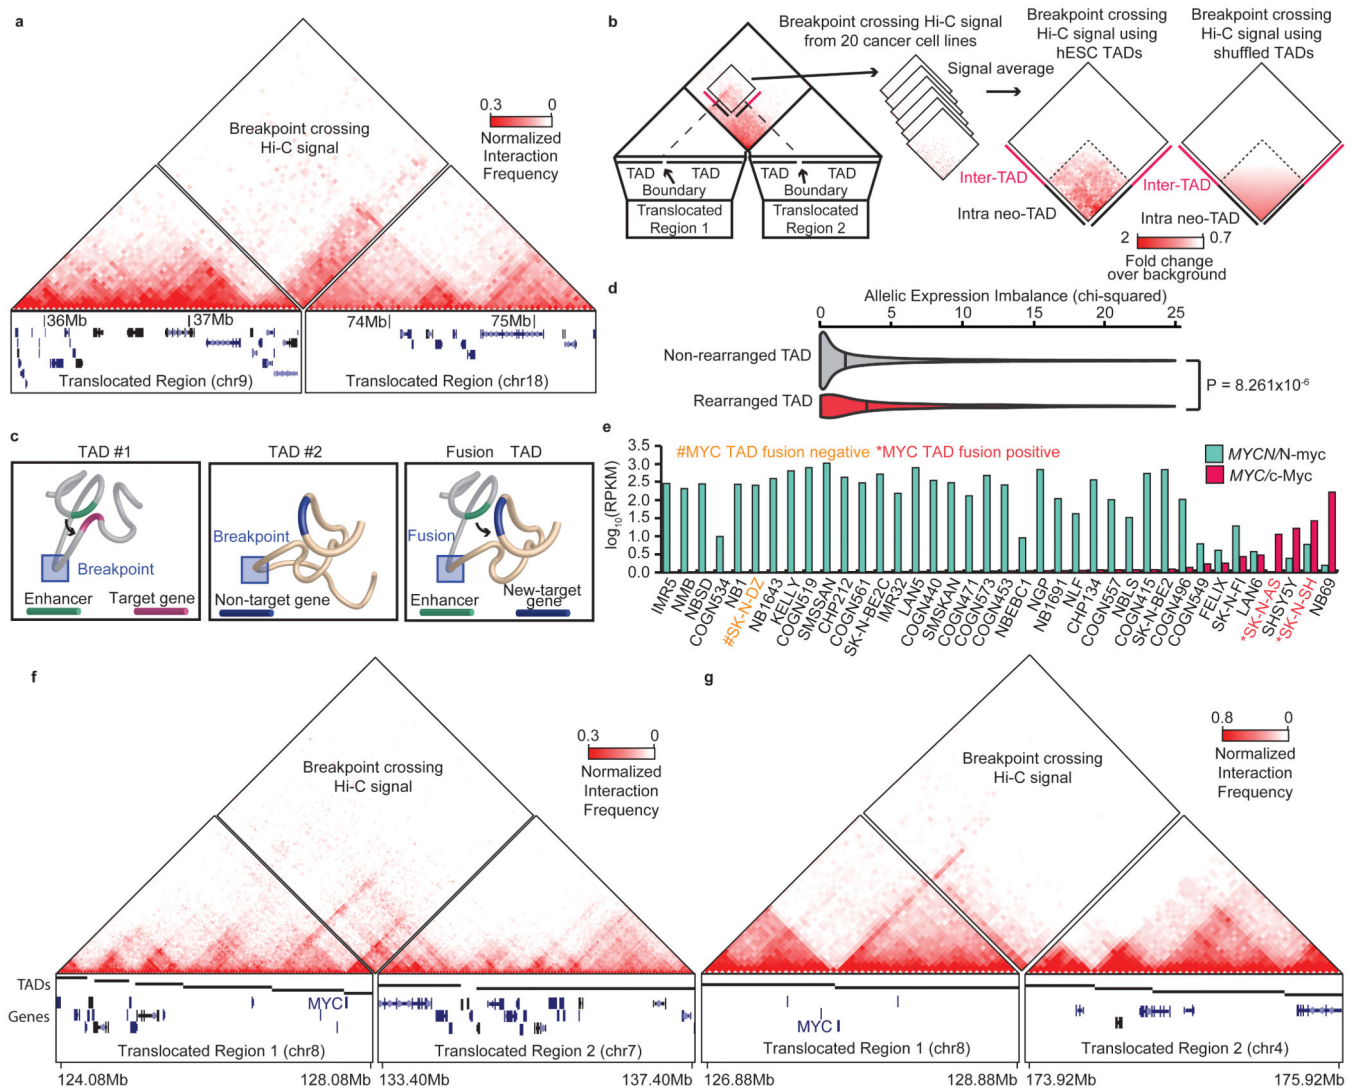 a
Breakpoint crossing
Hi-C signal
0.3 0
Normalized
Interaction
Frequency
36Mb 37Mb 74Mb 75Mb
Translocated Region (chr9) Translocated Region (chr18)
b
Breakpoint crossing Hi-C signal
from 20 cancer cell lines
Signal average
Breakpoint crossing
Hi-C signal using
hESC TADs
Breakpoint crossing
Hi-C signal using
shuffled TADs
TAD TAD TAD TAD
Boundary Boundary
Translocated
Region 1
Translocated
Region 2
Inter-TAD Inter-TAD
Intra neo-TAD Intra neo-TAD
2 0.7
Fold change
over background
c
TAD #1 TAD #2 Fusion TAD
Breakpoint
Enhancer Target gene
Breakpoint
Non-target gene
Fusion
Enhancer
New-target
gene
d
Allelic Expression Imbalance (chi-squared)
0 5 10 15 20 25
Non-rearranged TAD
Rearranged TAD
P = 8.261x10-6
e
#MYC TAD fusion negative *MYC TAD fusion positive
MYCN/N-myc
MYC/c-Myc
log10(RPKM)
3.5
3.0
2.5
2.0
1.5
1.0
0.5
0.0
IMR5
NMB
NBSD
COGN534
NB1
#SK-N-DZ
NB1643
KELLY
COGN519
SMSSAN
CHP212
COGN561
SK-N-BE2C
IMR32
LAN5
COGN440
SMSKAN
COGN471
COGN573
COGN453
NBEBC1
NGP
NB1691
NLF
CHP134
COGN557
NBLS
COGN415
SK-N-BE2
COGN496
COGN549
FELIX
SK-N-FI
LAN6
*SK-N-AS
SHSY5Y
*SK-N-SH
NB69
f
Breakpoint crossing
Hi-C signal
0.3 0
Normalized
Interaction
Frequency
TADs
Genes
MYC
Translocated Region 1 (chr8) Translocated Region 2 (chr7)
124.08Mb 128.08Mb 133.40Mb 137.40Mb
g
Breakpoint crossing
Hi-C signal
0.8 0
Normalized
Interaction
Frequency
MYC
Translocated Region 1 (chr8) Translocated Region 2 (chr4)
126.88Mb 128.88Mb 173.92Mb 175.92Mb